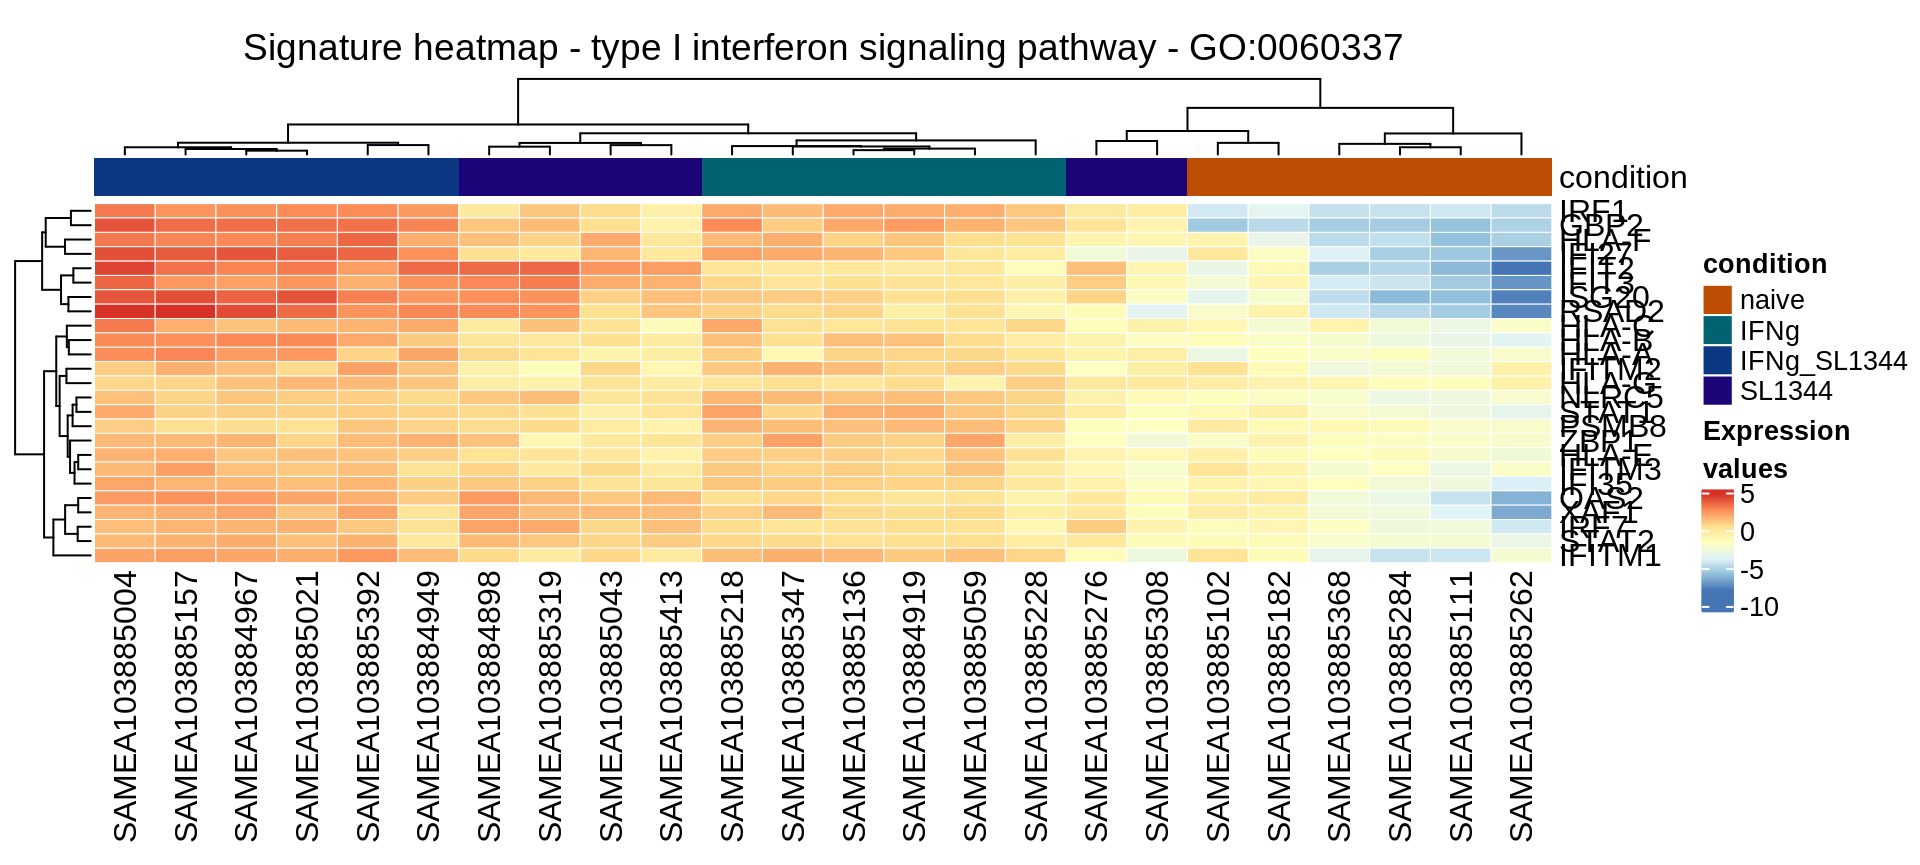 Signature heatmap - type I interferon signaling pathway - GO:0060337
condition
IRF1
GBP2
HLA-F
IFI27
IFIT2
IFIT3
ISG20
RSAD2
HLA-C
HLA-B
HLA-A
IFITM2
HLA-G
NLRC5
STAT1
PSMB8
ZBP1
HLA-E
IFITM3
IFI35
OAS2
XAF1
IRF7
STAT2
IFITM1
SAMEA103885004
SAMEA103885157
SAMEA103884967
SAMEA103885021
SAMEA103885392
SAMEA103884949
SAMEA103884898
SAMEA103885319
SAMEA103885043
SAMEA103885413
SAMEA103885218
SAMEA103885347
SAMEA103885136
SAMEA103884919
SAMEA103885059
SAMEA103885228
SAMEA103885276
SAMEA103885308
SAMEA103885102
SAMEA103885182
SAMEA103885368
SAMEA103885284
SAMEA103885111
SAMEA103885262
condition
naive
IFNg
IFNg_SL1344
SL1344
Expression
values
5
0
-5
-10